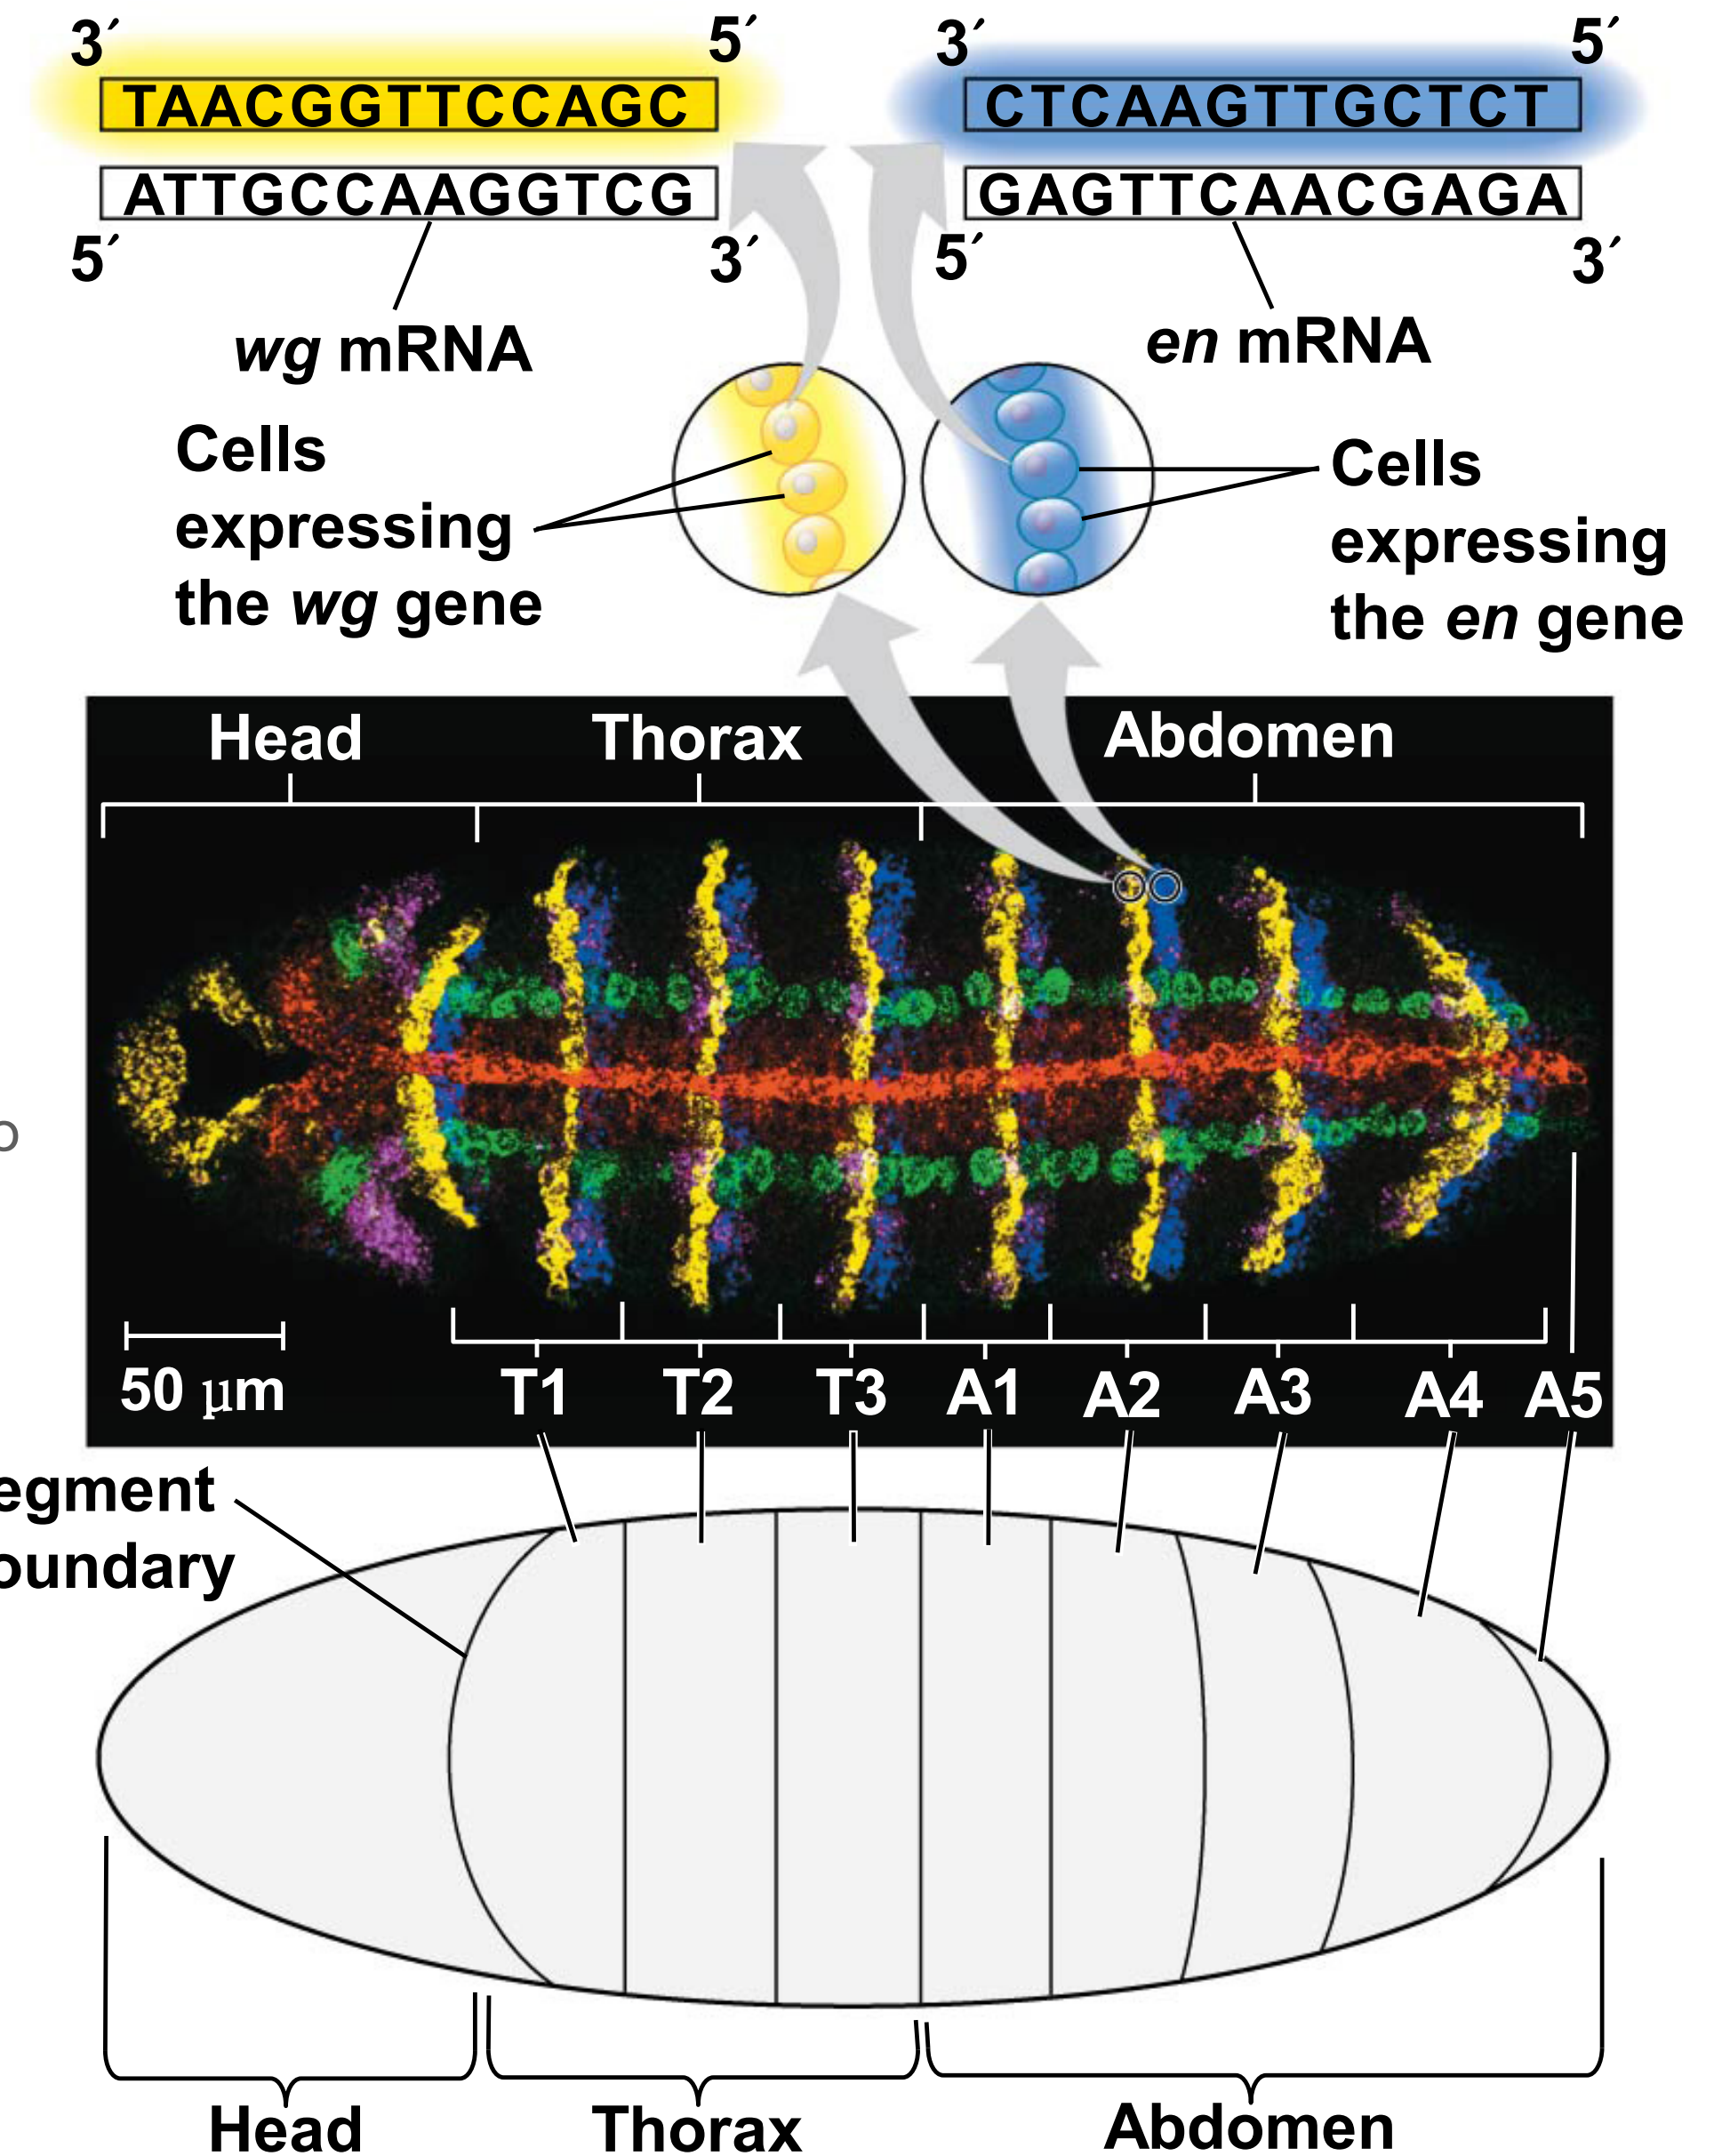 3′ 5′ 3′ 5′
TAACGGTTCCAGC CTCAAGTTGCTCT
ATTGCCAAGGTCG GAGTTCAACGAGA
5′ 3′ 5′ 3′
wg mRNA
en mRNA
Cells
expressing
the wg gene
Cells
expressing
the en gene
Head Thorax Abdomen
50 μm T1 T2 T3 A1 A2 A3 A4 A5
egment
oundary
Head Thorax Abdomen